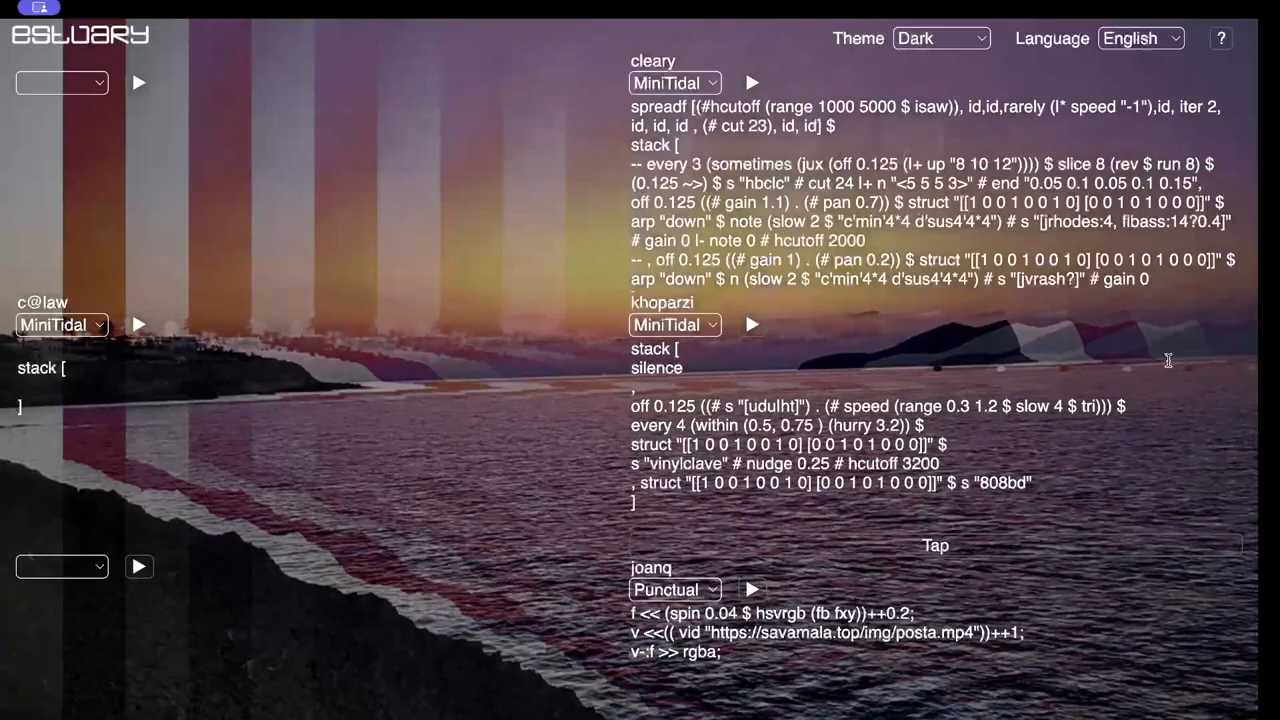 estuary
Theme Dark Language English ?
cleary
MiniTidal
spreadf [(#hcutoff (range 1000 5000 $ isaw)), id,id,rarely (|* speed "-1"),id, iter 2,
id, id, id , (# cut 23), id, id] $
stack [
-- every 3 (sometimes (jux (off 0.125 (|+ up "8 10 12")))) $ slice 8 (rev $ run 8) $
(0.125 ~>) $ s "hbclc" # cut 24 |+ n "<5 5 5 3>" # end "0.05 0.1 0.05 0.1 0.15",
off 0.125 ((# gain 1.1) . (# pan 0.7)) $ struct "[[1 0 0 1 0 0 1 0] [0 0 1 0 1 0 0 0]]" $
arp "down" $ note (slow 2 $ "c'min'4*4 d'sus4'4*4") # s "[jrhodes:4, flbass:14?0.4]"
# gain 0 |- note 0 # hcutoff 2000
-- , off 0.125 ((# gain 1) . (# pan 0.2)) $ struct "[[1 0 0 1 0 0 1 0] [0 0 1 0 1 0 0 0]]" $
arp "down" $ n (slow 2 $ "c'min'4*4 d'sus4'4*4") # s "[jvrash?]" # gain 0
c@law
MiniTidal
stack [
]
khoparzi
MiniTidal
stack [
silence
,
off 0.125 ((# s "[udulht]") . (# speed (range 0.3 1.2 $ slow 4 $ tri))) $
every 4 (within (0.5, 0.75 ) (hurry 3.2)) $
struct "[[1 0 0 1 0 0 1 0] [0 0 1 0 1 0 0 0]]" $
s "vinylclave" # nudge 0.25 # hcutoff 3200
, struct "[[1 0 0 1 0 0 1 0] [0 0 1 0 1 0 0 0]]" $ s "808bd"
]
Tap
joanq
Punctual
f << (spin 0.04 $ hsvrgb (fb fxy))++0.2;
v <<(( vid "https://savamala.top/img/posta.mp4"))++1;
v-:f >> rgba;